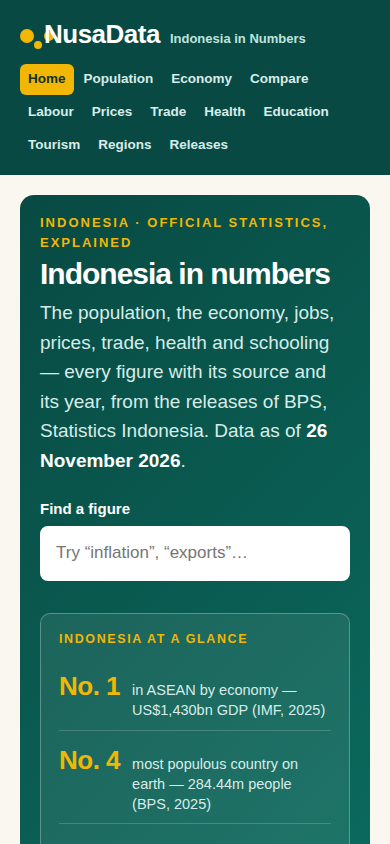 NusaData Indonesia in Numbers
Home Population Economy Compare
Labour Prices Trade Health Education
Tourism Regions Releases
INDONESIA · OFFICIAL STATISTICS,
EXPLAINED
Indonesia in numbers
The population, the economy, jobs,
prices, trade, health and schooling
— every figure with its source and
its year, from the releases of BPS,
Statistics Indonesia. Data as of 26
November 2026.
Find a figure
Try “inflation”, “exports”…
INDONESIA AT A GLANCE
No. 1 in ASEAN by economy —
US$1,430bn GDP (IMF, 2025)
No. 4 most populous country on
earth — 284.44m people
(BPS, 2025)